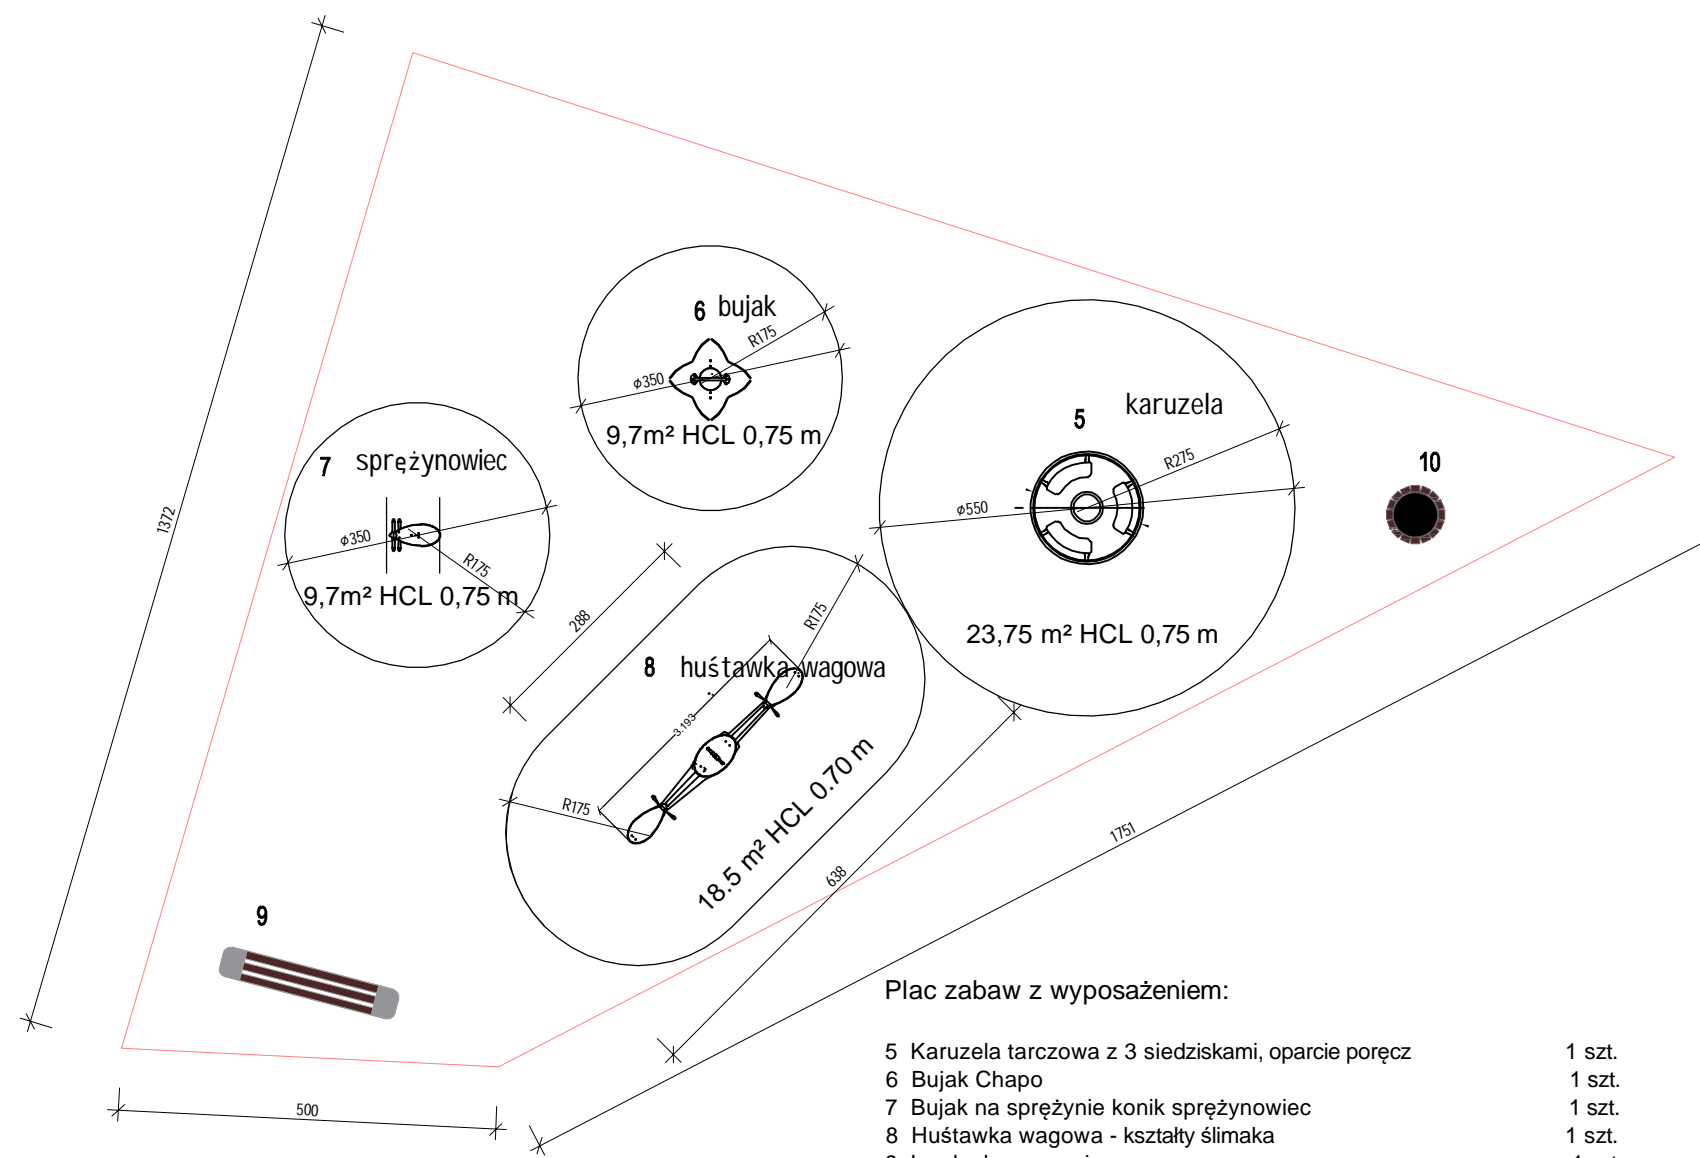 1372
6 bujak
R175
ϕ350
9,7m² HCL 0,75 m
5 karuzela
R275
ϕ550
23,75 m² HCL 0,75 m
10
7 sprężynowiec
ϕ350
R175
9,7m² HCL 0,75 m
288
R175
8 huśtawka wagowa
3.193
R175
18.5 m² HCL 0.70 m
638
1751
9
500
Plac zabaw z wyposażeniem:
5 Karuzela tarczowa z 3 siedziskami, oparcie poręcz 1 szt.
6 Bujak Chapo 1 szt.
7 Bujak na sprężynie konik sprężynowiec 1 szt.
8 Huśtawka wagowa - kształty ślimaka 1 szt.